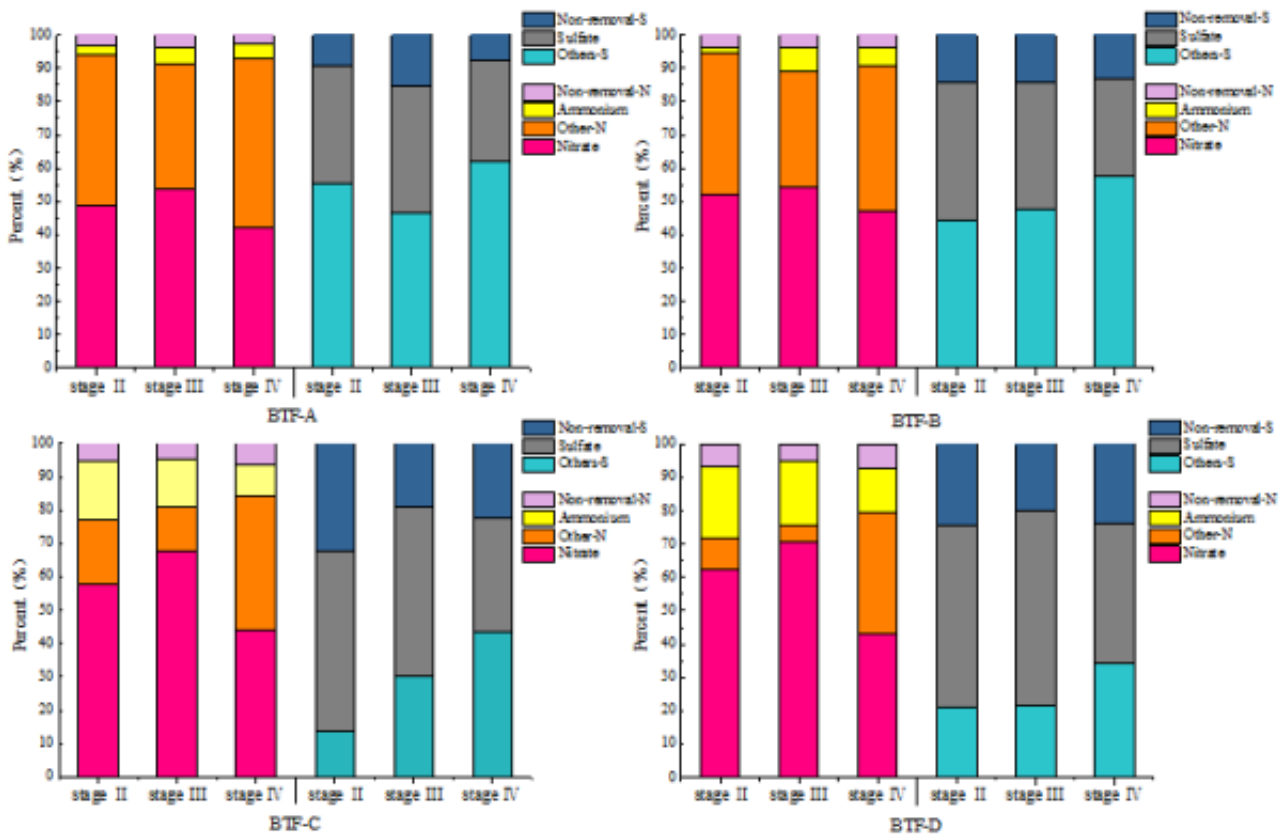 Non-removal-S
Sulfate
Others-S
Non-removal-N
Ammonium
Other-N
Nitrate
Percent (%)
100
90
80
70
60
50
40
30
20
10
0
stage II stage III stage IV stage II stage III stage IV
BTF-A
Non-removal-S
Sulfate
Others-S
Non-removal-N
Ammonium
Other-N
Nitrate
Percent (%)
100
90
80
70
60
50
40
30
20
10
0
stage II stage III stage IV stage II stage III stage IV
BTF-B
Non-removal-S
Sulfate
Others-S
Non-removal-N
Ammonium
Other-N
Nitrate
Percent (%)
100
90
80
70
60
50
40
30
20
10
0
stage II stage III stage IV stage II stage III stage IV
BTF-C
Non-removal-S
Sulfate
Others-S
Non-removal-N
Ammonium
Other-N
Nitrate
Percent (%)
100
90
80
70
60
50
40
30
20
10
0
stage II stage III stage IV stage II stage III stage IV
BTF-D